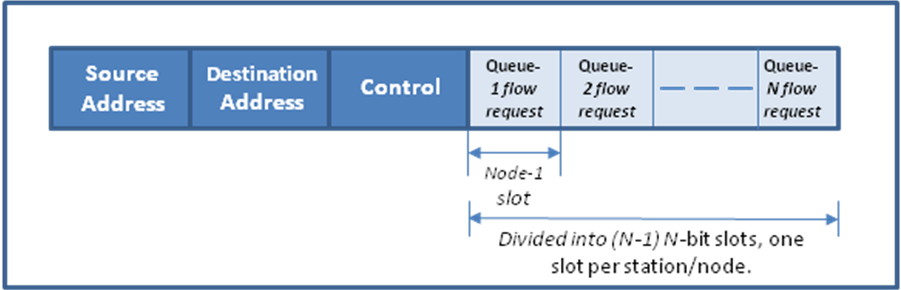 Source
Address
Destination
Address
Control
Queue-
1 flow
request
Queue-
2 flow
request
Queue-
N flow
request
Node-1
slot
Divided into (N-1) N-bit slots, one
slot per station/node.